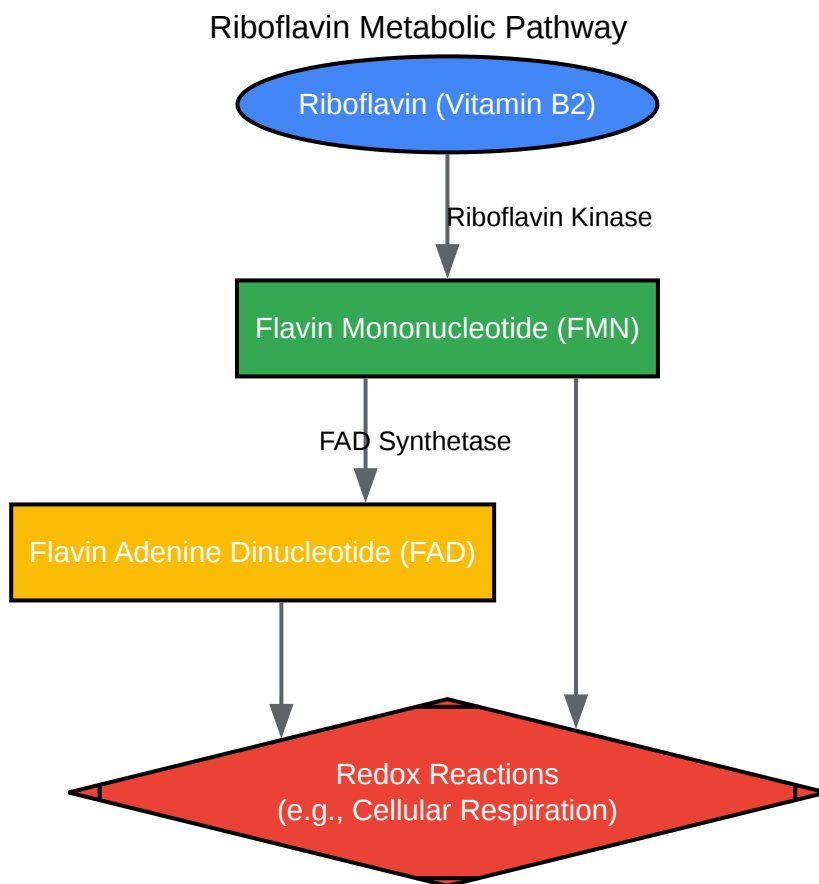 Riboflavin Metabolic Pathway
Riboflavin (Vitamin B2)
Riboflavin Kinase
Flavin Mononucleotide (FMN)
FAD Synthetase
Flavin Adenine Dinucleotide (FAD)
Redox Reactions
(e.g., Cellular Respiration)